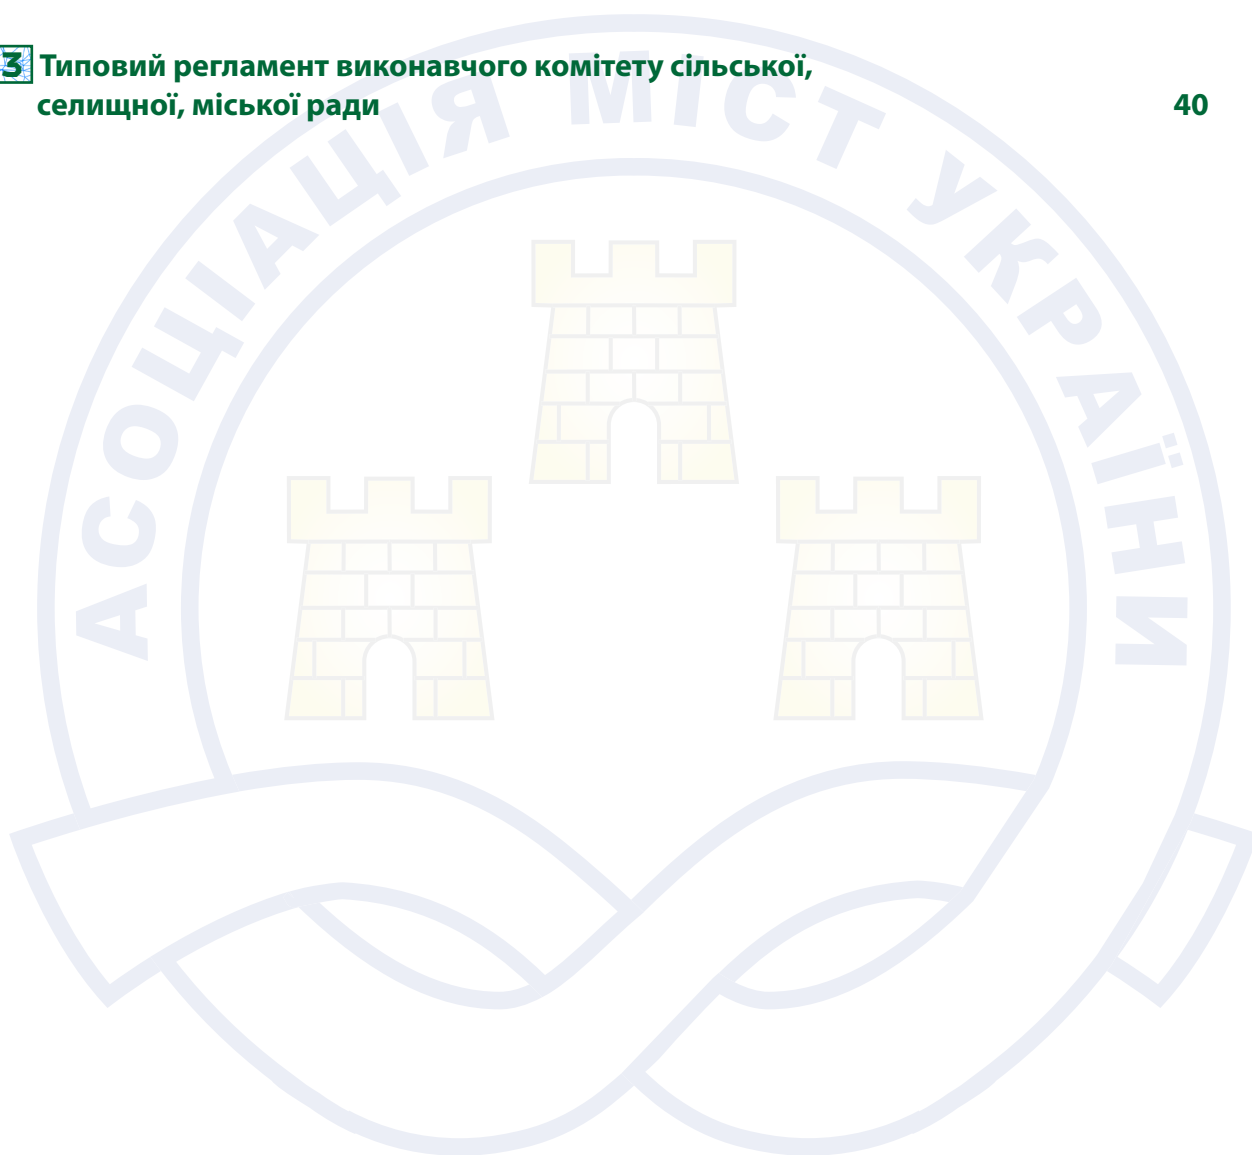 3 Типовий регламент виконавчого комітету сільської,
селищної, міської ради 40
АСОЦІАЦІЯ МІСТ УКРАЇНИ